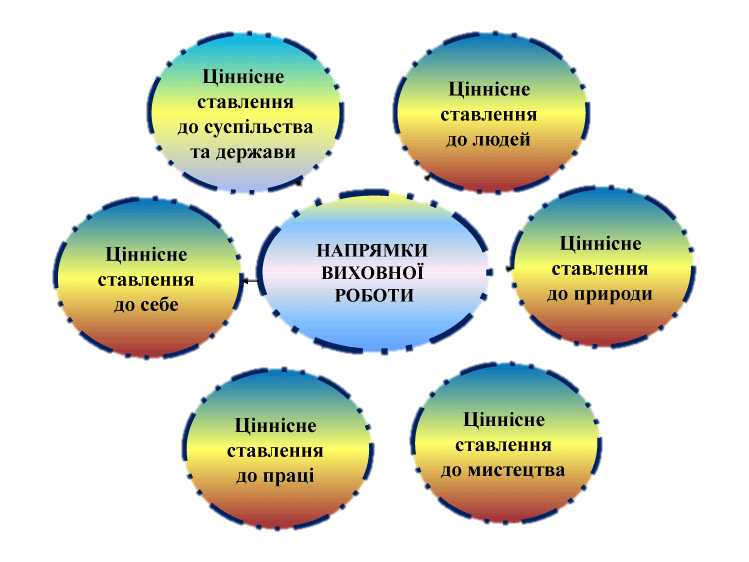 Ціннісне
ставлення
до суспільства
та держави
Ціннісне
ставлення
до людей
Ціннісне
ставлення
до себе
НАПРЯМКИ
ВИХОВНОЇ
РОБОТИ
Ціннісне
ставлення
до природи
Ціннісне
ставлення
до праці
Ціннісне
ставлення
до мистецтва